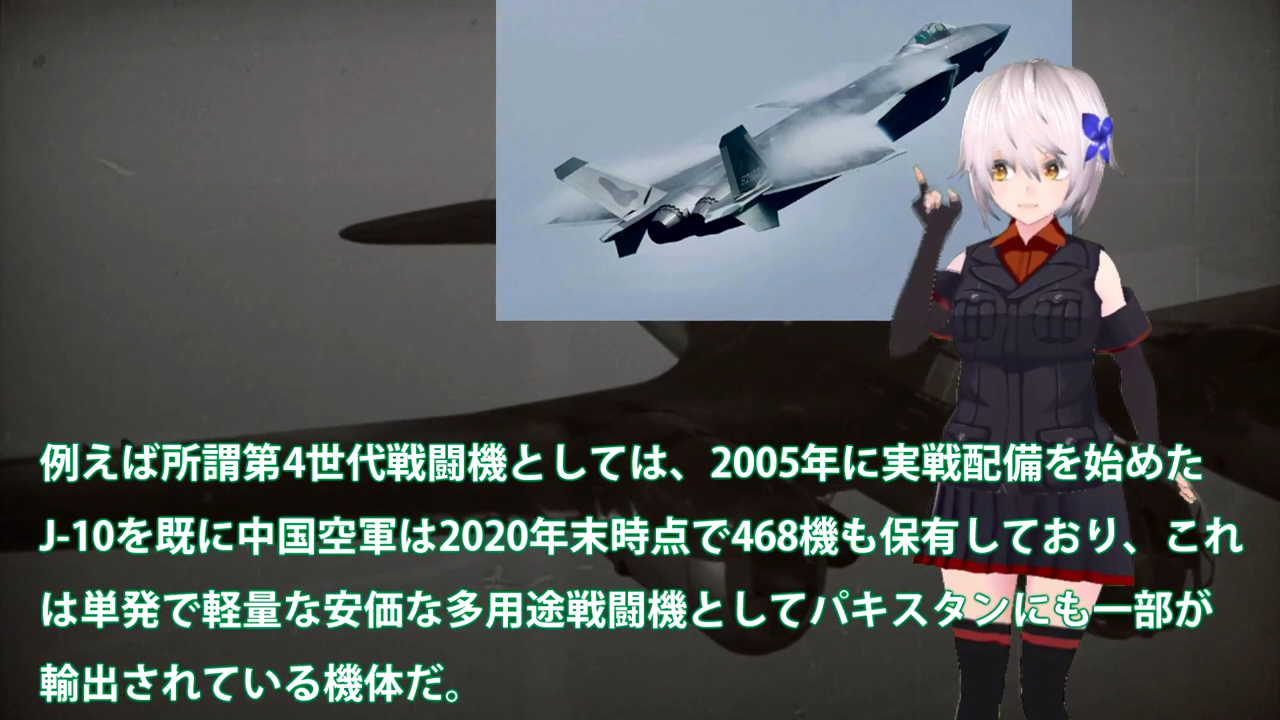 例えば所謂第4世代戦闘機としては、2005年に実戦配備を始めた
J-10を既に中国空軍は2020年末時点で468機も保有しており、これ
は単発で軽量な安価な多用途戦闘機としてパキスタンにも一部が
輸出されている機体だ。